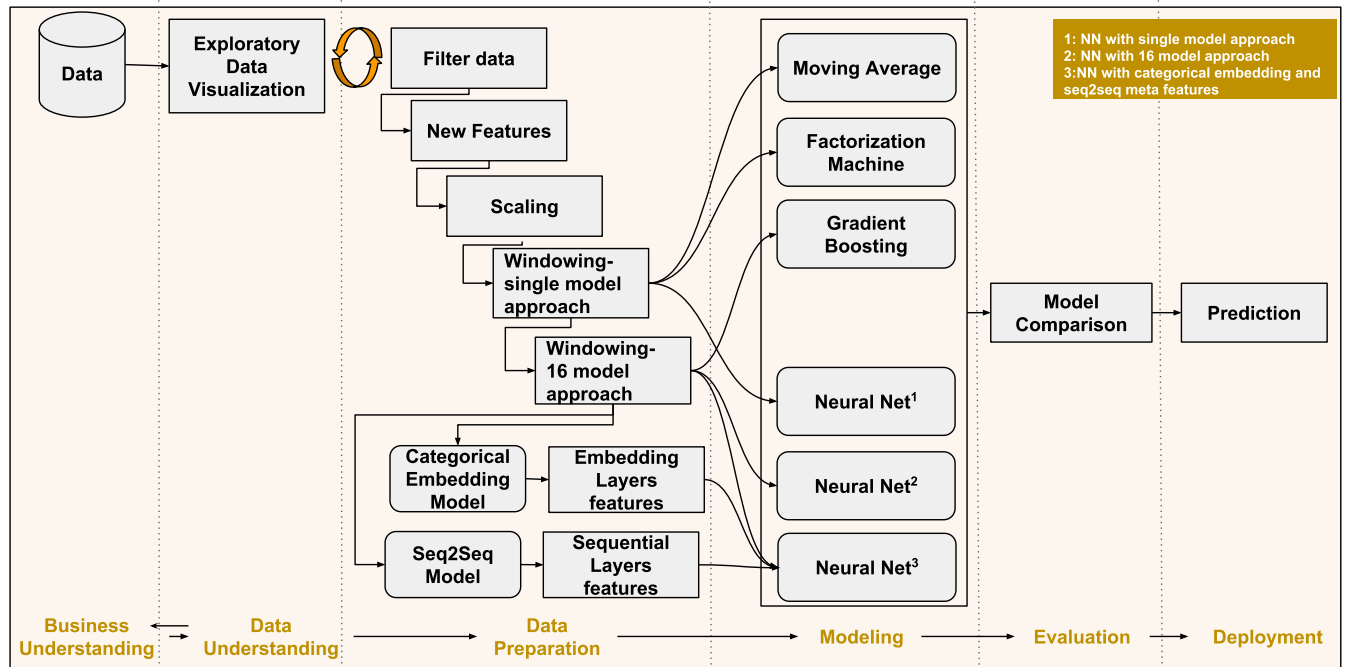 Data
Exploratory
Data
Visualization
Filter data
New Features
Scaling
Windowing-
single model
approach
Windowing-
16 model
approach
Categorical
Embedding
Model
Embedding
Layers
features
Seq2Seq
Model
Sequential
Layers
features
Moving Average
Factorization
Machine
Gradient
Boosting
Neural Net1
Neural Net2
Neural Net3
1: NN with single model approach
2: NN with 16 model approach
3:NN with categorical embedding and
seq2seq meta features
Model
Comparison
Prediction
Business
Understanding
Data
Understanding
Data
Preparation
Modeling
Evaluation
Deployment